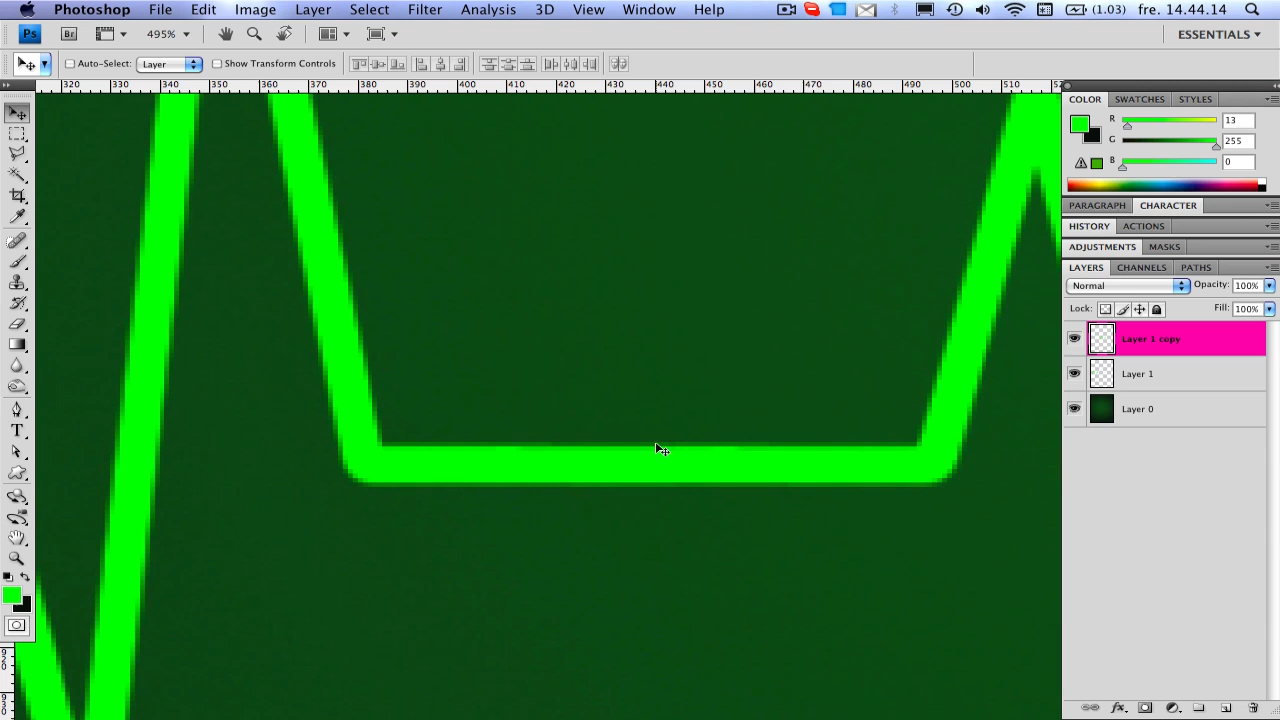 Photoshop File Edit Image Layer Select Filter Analysis 3D View Window Help (1.03) fre. 14.44.14
Ps Br 495% ESSENTIALS
Auto-Select: Layer Show Transform Controls
320 330 340 350 360 370 380 390 400 410 420 430 440 450 460 470 480 490 500 510
COLOR SWATCHES STYLES
R 13
G 255
B 0
PARAGRAPH CHARACTER
HISTORY ACTIONS
ADJUSTMENTS MASKS
LAYERS CHANNELS PATHS
Normal Opacity: 100%
Lock: Fill: 100%
Layer 1 copy
Layer 1
Layer 0
T
fx